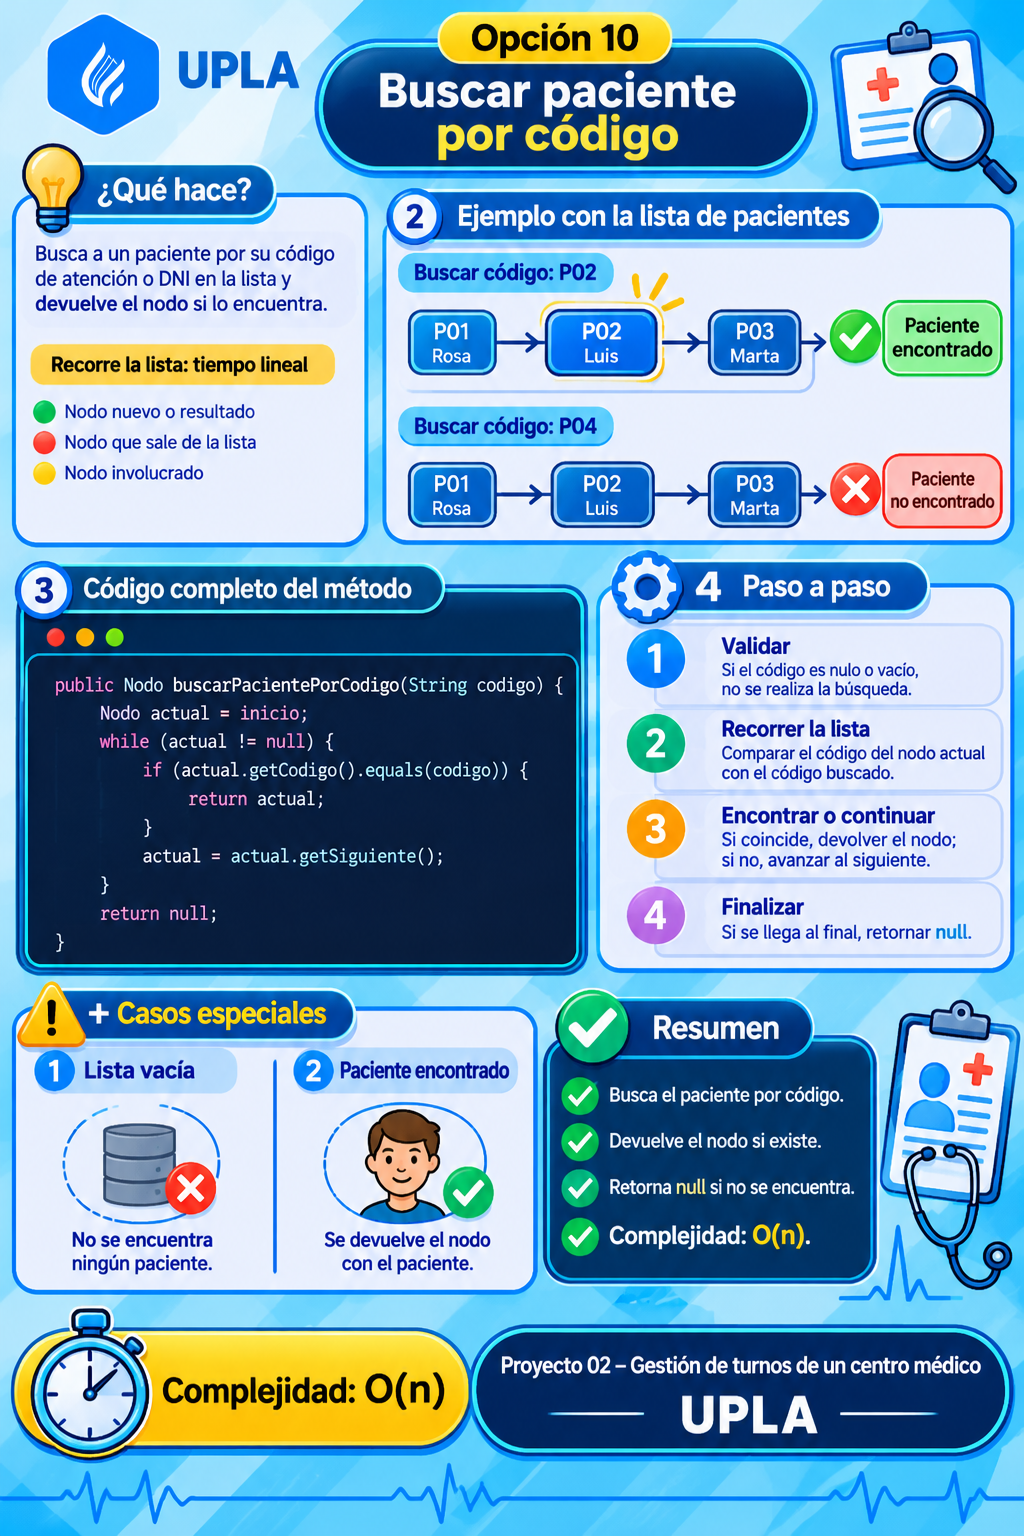 UPLA
Opción 10
Buscar paciente
por código
¿Qué hace?
Busca a un paciente por su código
de atención o DNI en la lista y
devuelve el nodo si lo encuentra.
Recorre la lista: tiempo lineal
Nodo nuevo o resultado
Nodo que sale de la lista
Nodo involucrado
2 Ejemplo con la lista de pacientes
Buscar código: P02
P01
Rosa
P02
Luis
P03
Marta
Paciente
encontrado
Buscar código: P04
P01
Rosa
P02
Luis
P03
Marta
Paciente
no encontrado
3 Código completo del método
public Nodo buscarPacientePorCodigo(String codigo) {
    Nodo actual = inicio;
    while (actual != null) {
        if (actual.getCodigo().equals(codigo)) {
            return actual;
        }
        actual = actual.getSiguiente();
    }
    return null;
}
4 Paso a paso
1 Validar
Si el código es nulo o vacío,
no se realiza la búsqueda.
2 Recorrer la lista
Comparar el código del nodo actual
con el código buscado.
3 Encontrar o continuar
Si coincide, devolver el nodo;
si no, avanzar al siguiente.
4 Finalizar
Si se llega al final, retornar null.
! + Casos especiales
1 Lista vacía
No se encuentra
ningún paciente.
2 Paciente encontrado
Se devuelve el nodo
con el paciente.
Resumen
Busca el paciente por código.
Devuelve el nodo si existe.
Retorna null si no se encuentra.
Complejidad: O(n).
Complejidad: O(n)
Proyecto 02 – Gestión de turnos de un centro médico
UPLA